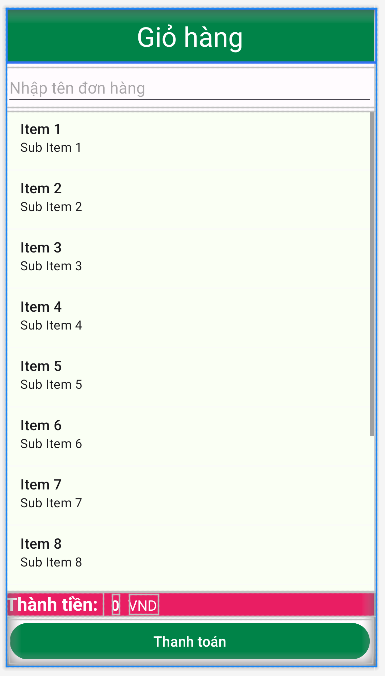 Giỏ hàng
Nhập tên đơn hàng
Item 1
Sub Item 1
Item 2
Sub Item 2
Item 3
Sub Item 3
Item 4
Sub Item 4
Item 5
Sub Item 5
Item 6
Sub Item 6
Item 7
Sub Item 7
Item 8
Sub Item 8
Thành tiền: 0 VND
Thanh toán